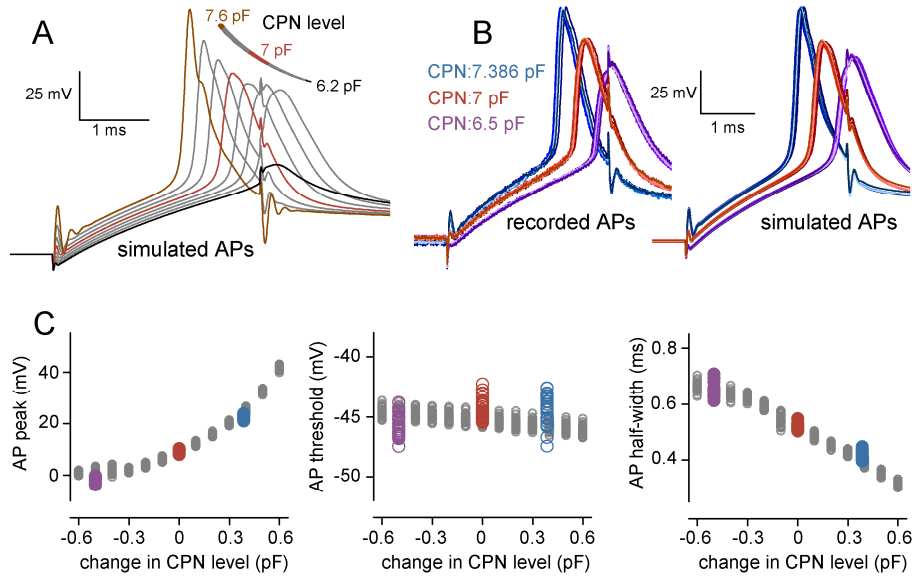 A
7.6 pF
CPN level
7 pF
6.2 pF
25 mV
1 ms
simulated APs
B
CPN:7.386 pF
CPN:7 pF
CPN:6.5 pF
25 mV
1 ms
recorded APs
simulated APs
C
AP peak (mV)
40
20
0
-0.6 -0.3 0 0.3 0.6
change in CPN level (pF)
AP threshold (mV)
-40
-45
-50
-0.6 -0.3 0 0.3 0.6
change in CPN level (pF)
AP half-width (ms)
0.8
0.6
0.4
-0.6 -0.3 0 0.3 0.6
change in CPN level (pF)